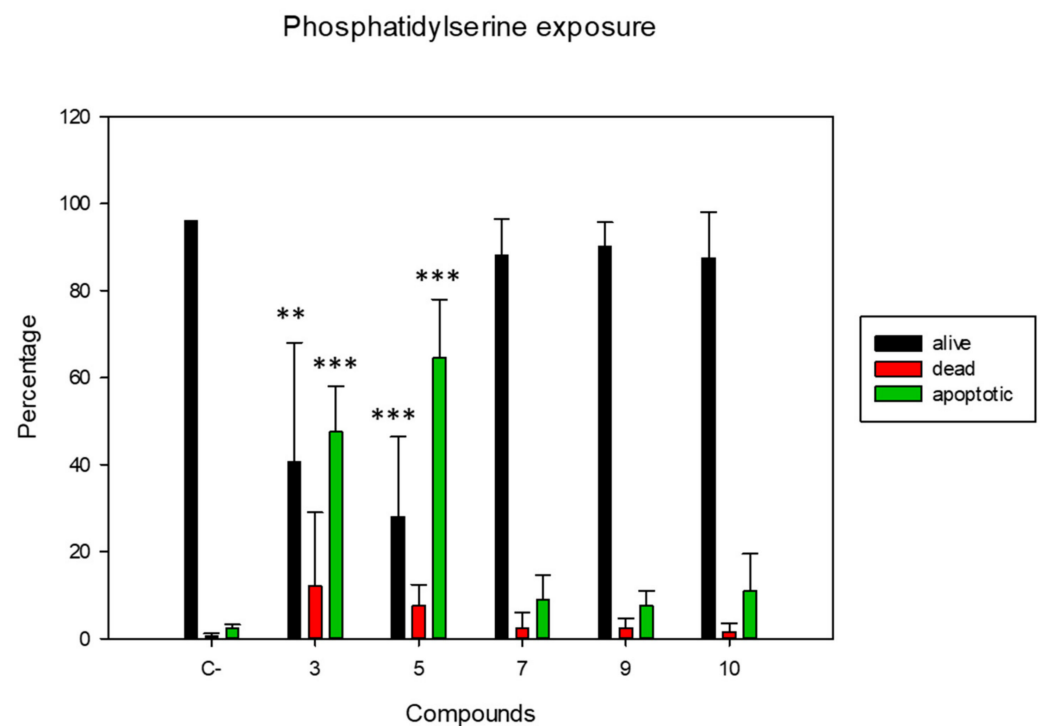 Phosphatidylserine exposure
120
100
80
60
40
20
0
Percentage
**
***
***
***
C-
3
5
7
9
10
Compounds
alive
dead
apoptotic